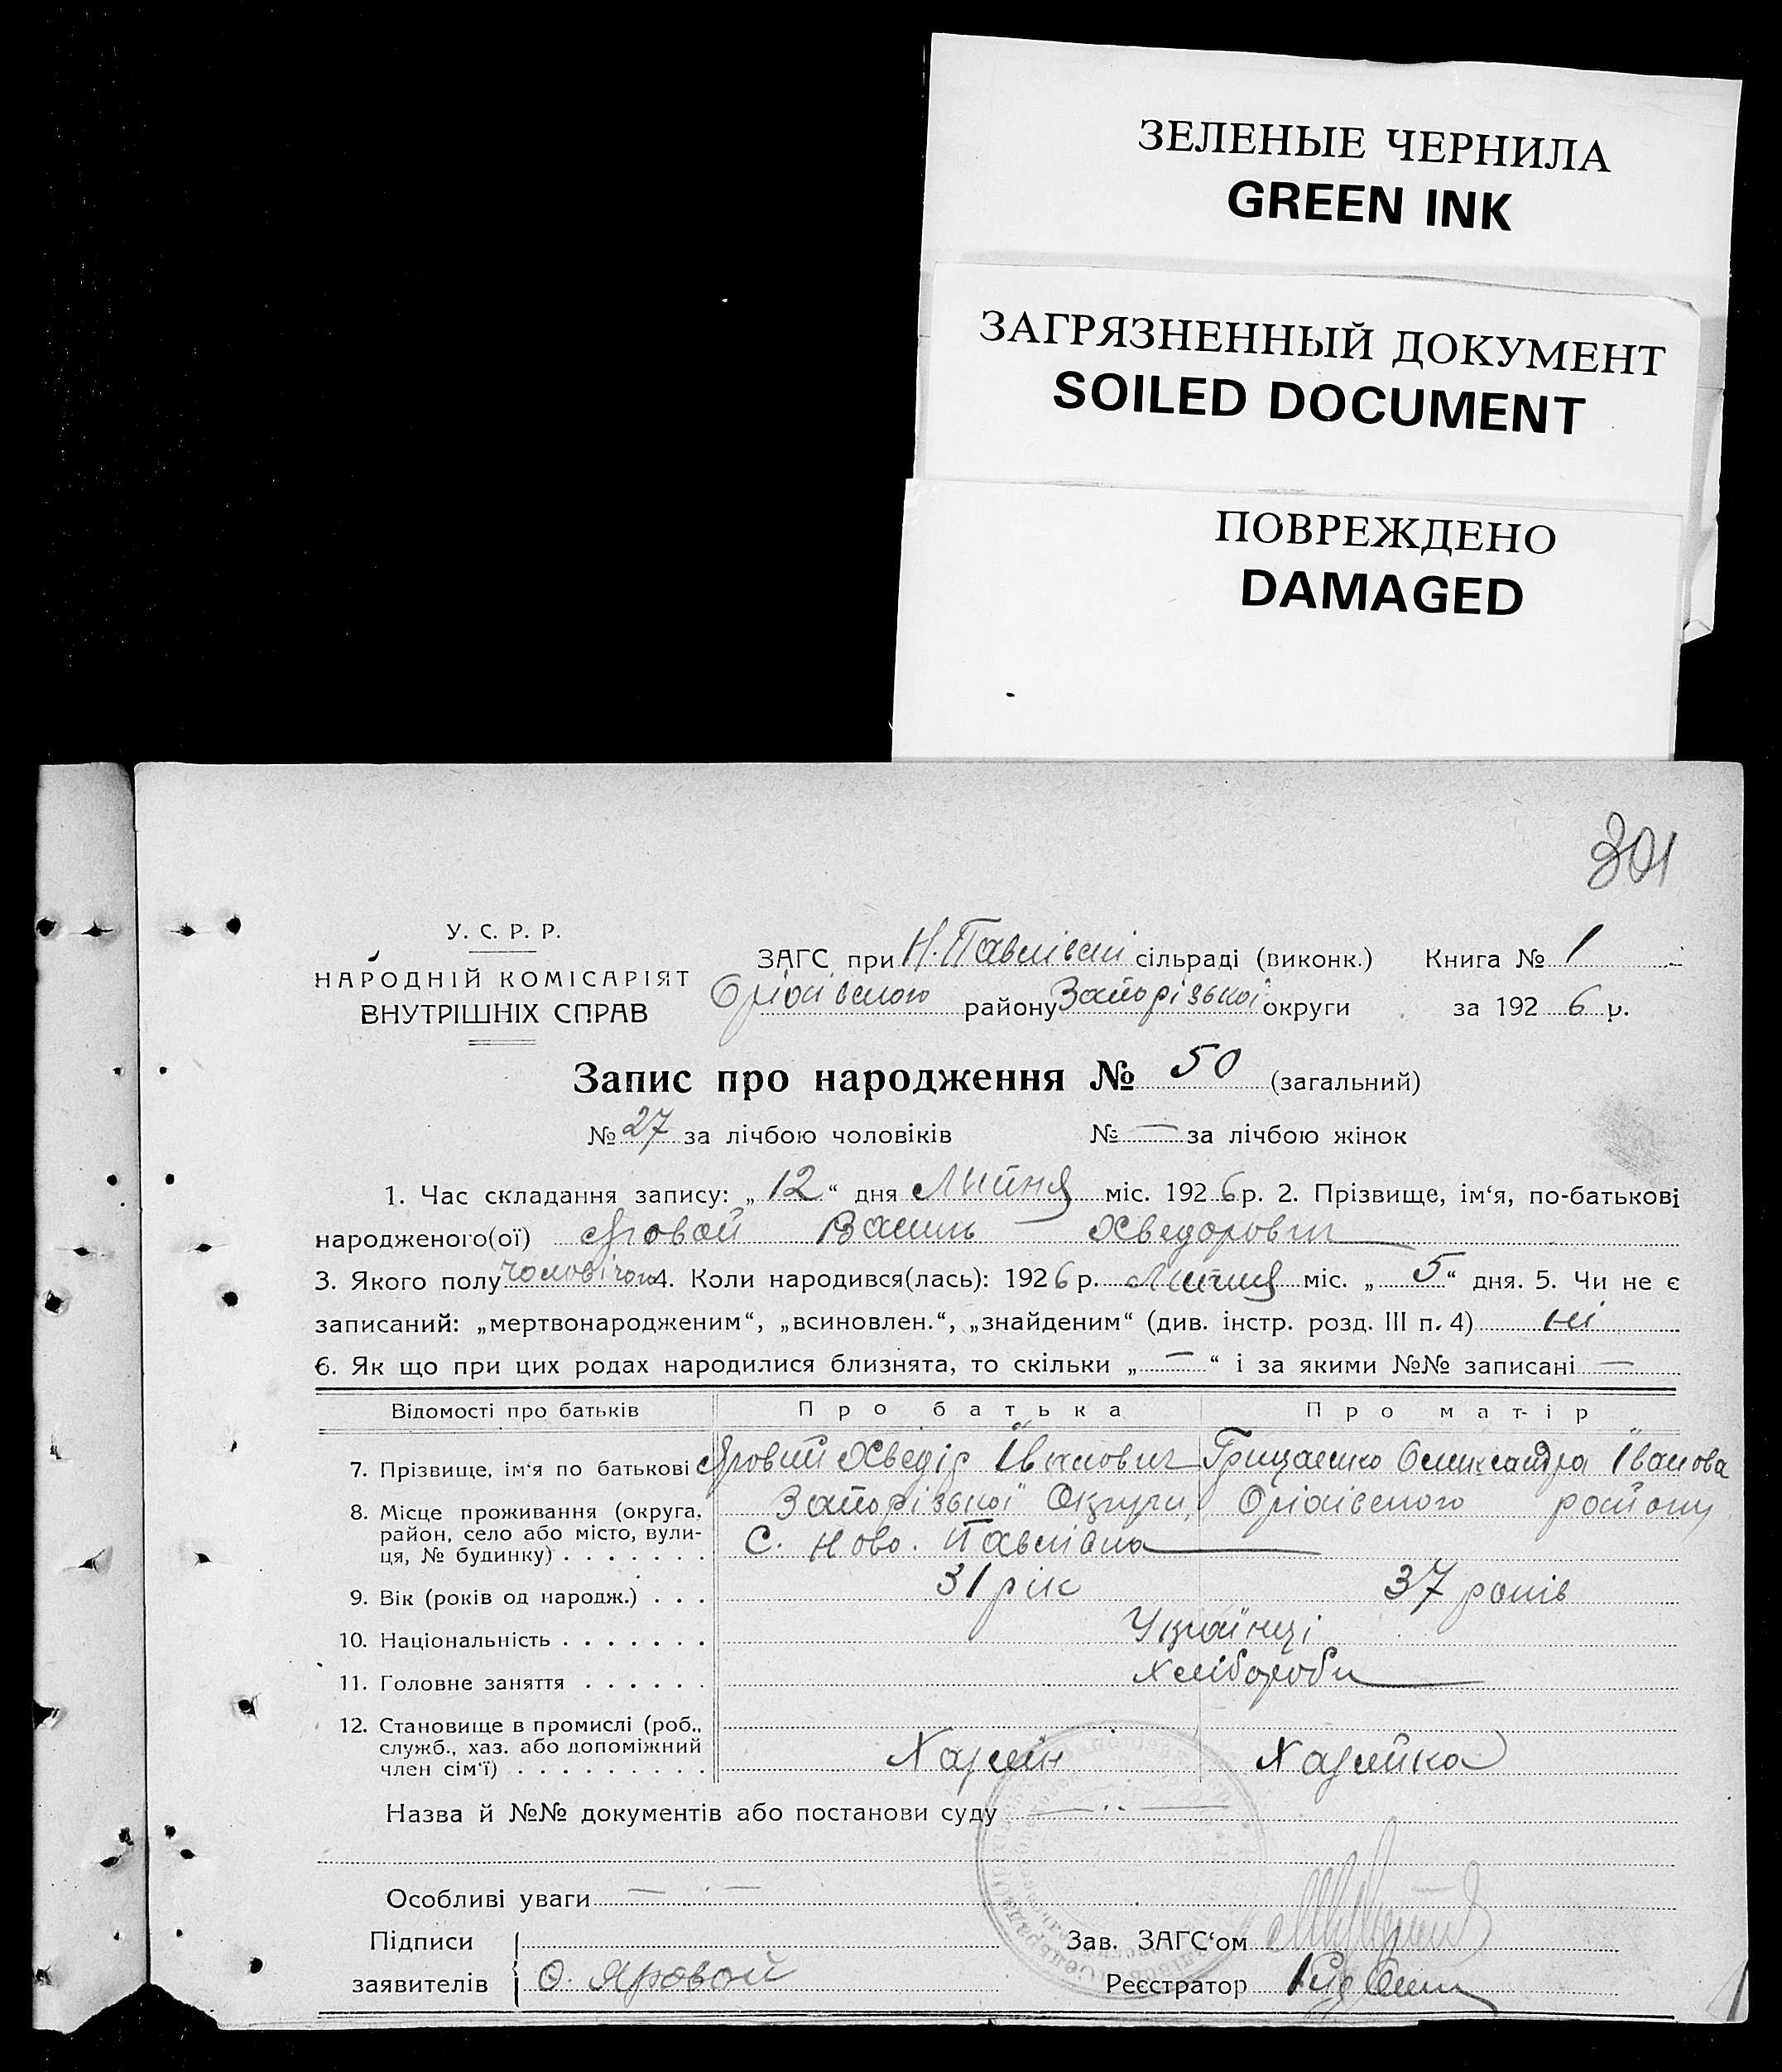 ЗЕЛЕНЫЕ ЧЕРНИЛА
GREEN INK
ЗАГРЯЗНЕННЫЙ ДОКУМЕНТ
SOILED DOCUMENT
ПОВРЕЖДЕНО
DAMAGED
301
У. С. Р. Р.
НАРОДНІЙ КОМІСАРІЯТ
ВНУТРІШНІХ СПРАВ
ЗАГС при Н. Павлівській сільраді (виконк.) Книга № 1
Оріхівського району Запорізької округи за 1926 р.
Запис про народження № 50 (загальний)
№ 27 за лічбою чоловіків № — за лічбою жінок
1. Час складання запису: „12“ дня Липня міс. 1926 р. 2. Прізвище, ім‘я, по-батькові
народженого(ої) Яровой Василь Хведорович
3. Якого полу чоловічого 4. Коли народився(лась): 1926 р. Липня міс. „5“ дня. 5. Чи не є
записаний: „мертвонародженим“, „всиновлен.“, „знайденим“ (див. інстр. розд. III п. 4) ні
6. Як що при цих родах народилися близнята, то скільки „—“ і за якими №№ записані —
Відомості про батьків Про батька Про матір
7. Прізвище, ім‘я по батькові Яровий Хведір Іванович Грищенко Олександра Іванова
8. Місце проживання (округа, район, село або місто, вулиця, № будинку) Запорізької Округи, Оріхівського району
С. Ново. Павлівка
9. Вік (років од народж.) 31 рік 37 років
10. Національність Українці
11. Головне заняття Хлібороби
12. Становище в промислі (роб., служб., хаз. або допоміжний член сім‘ї) Хазяїн Хазяйка
Назва й №№ документів або постанови суду —
Особливі уваги —
Підписи Зав. ЗАГС‘ом
заявителів Ѳ. Яровой Реєстратор